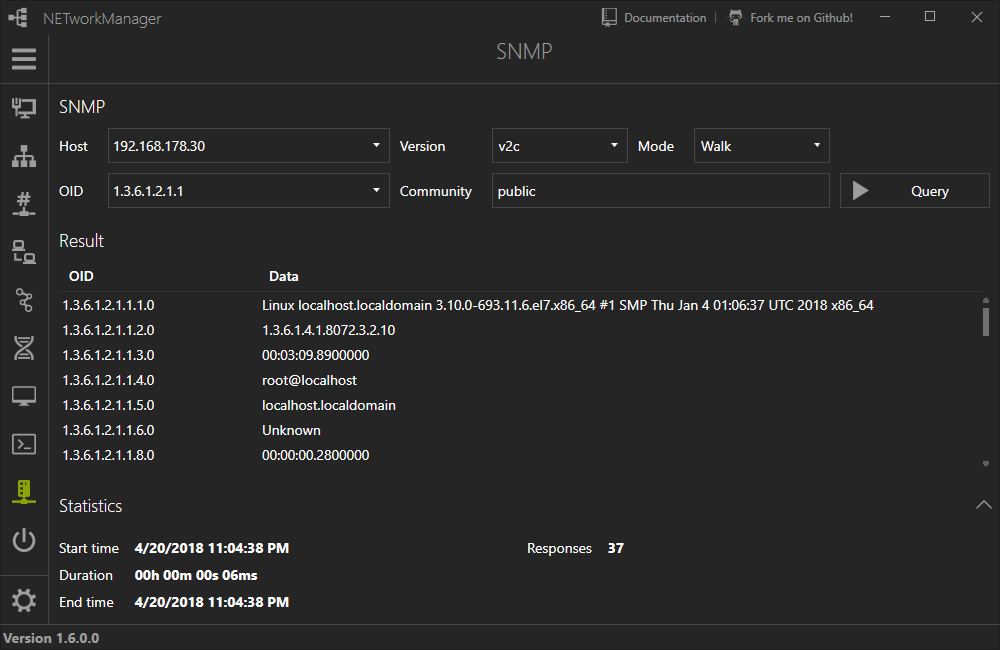 NETworkManager Documentation Fork me on Github!
SNMP
SNMP
Host 192.168.178.30 Version v2c Mode Walk
OID 1.3.6.1.2.1.1 Community public Query
Result
OID Data
1.3.6.1.2.1.1.1.0 Linux localhost.localdomain 3.10.0-693.11.6.el7.x86_64 #1 SMP Thu Jan 4 01:06:37 UTC 2018 x86_64
1.3.6.1.2.1.1.2.0 1.3.6.1.4.1.8072.3.2.10
1.3.6.1.2.1.1.3.0 00:03:09.8900000
1.3.6.1.2.1.1.4.0 root@localhost
1.3.6.1.2.1.1.5.0 localhost.localdomain
1.3.6.1.2.1.1.6.0 Unknown
1.3.6.1.2.1.1.8.0 00:00:00.2800000
Statistics
Start time 4/20/2018 11:04:38 PM Responses 37
Duration 00h 00m 00s 06ms
End time 4/20/2018 11:04:38 PM
Version 1.6.0.0